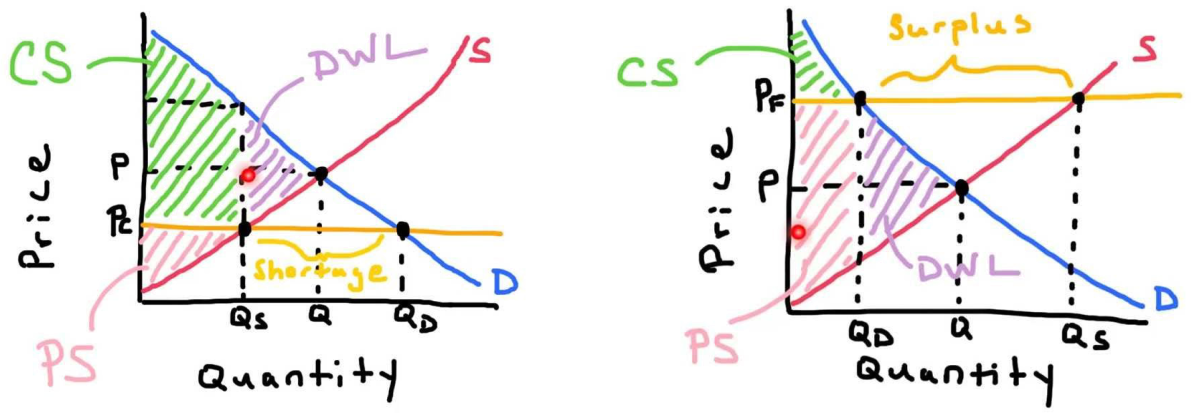 CS
DWL
S
P
Pc
Price
Shortage
D
Qs
Q
QD
PS
Quantity
Surplus
CS
S
PF
P
Price
DWL
D
PS
QD
Q
Qs
Quantity